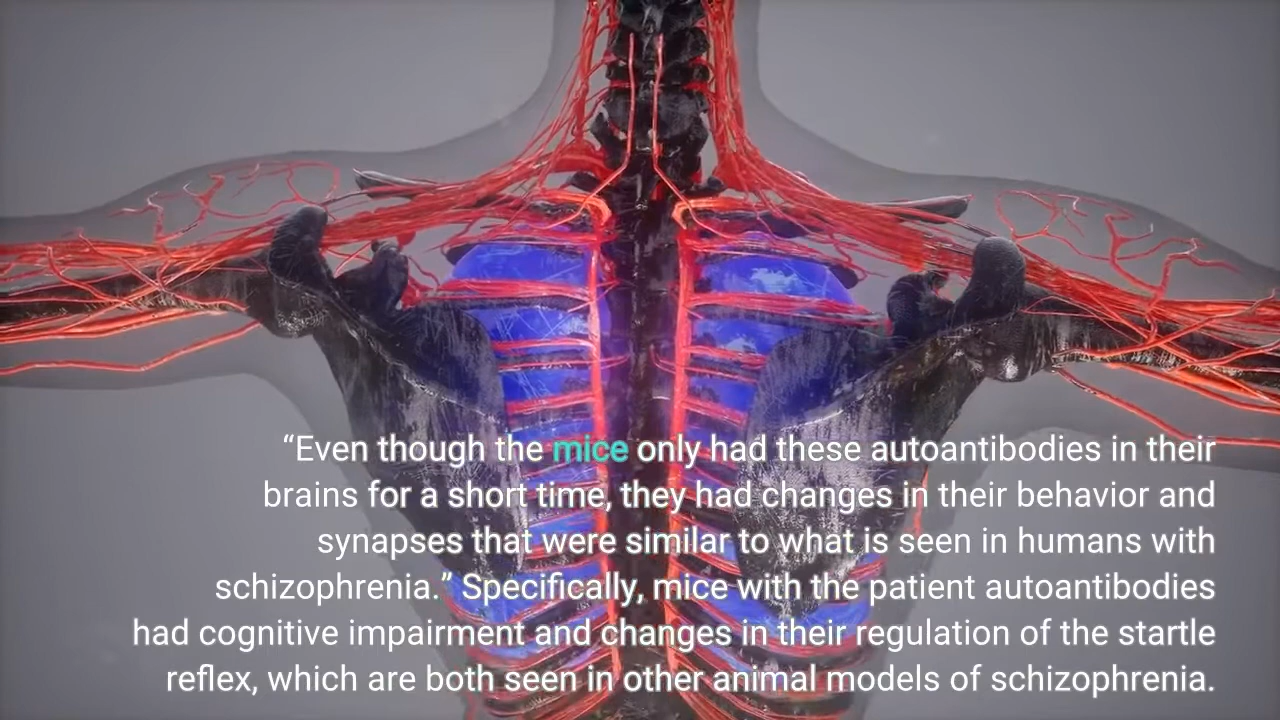 “Even though the mice only had these autoantibodies in their
brains for a short time, they had changes in their behavior and
synapses that were similar to what is seen in humans with
schizophrenia.” Specifically, mice with the patient autoantibodies
had cognitive impairment and changes in their regulation of the startle
reflex, which are both seen in other animal models of schizophrenia.